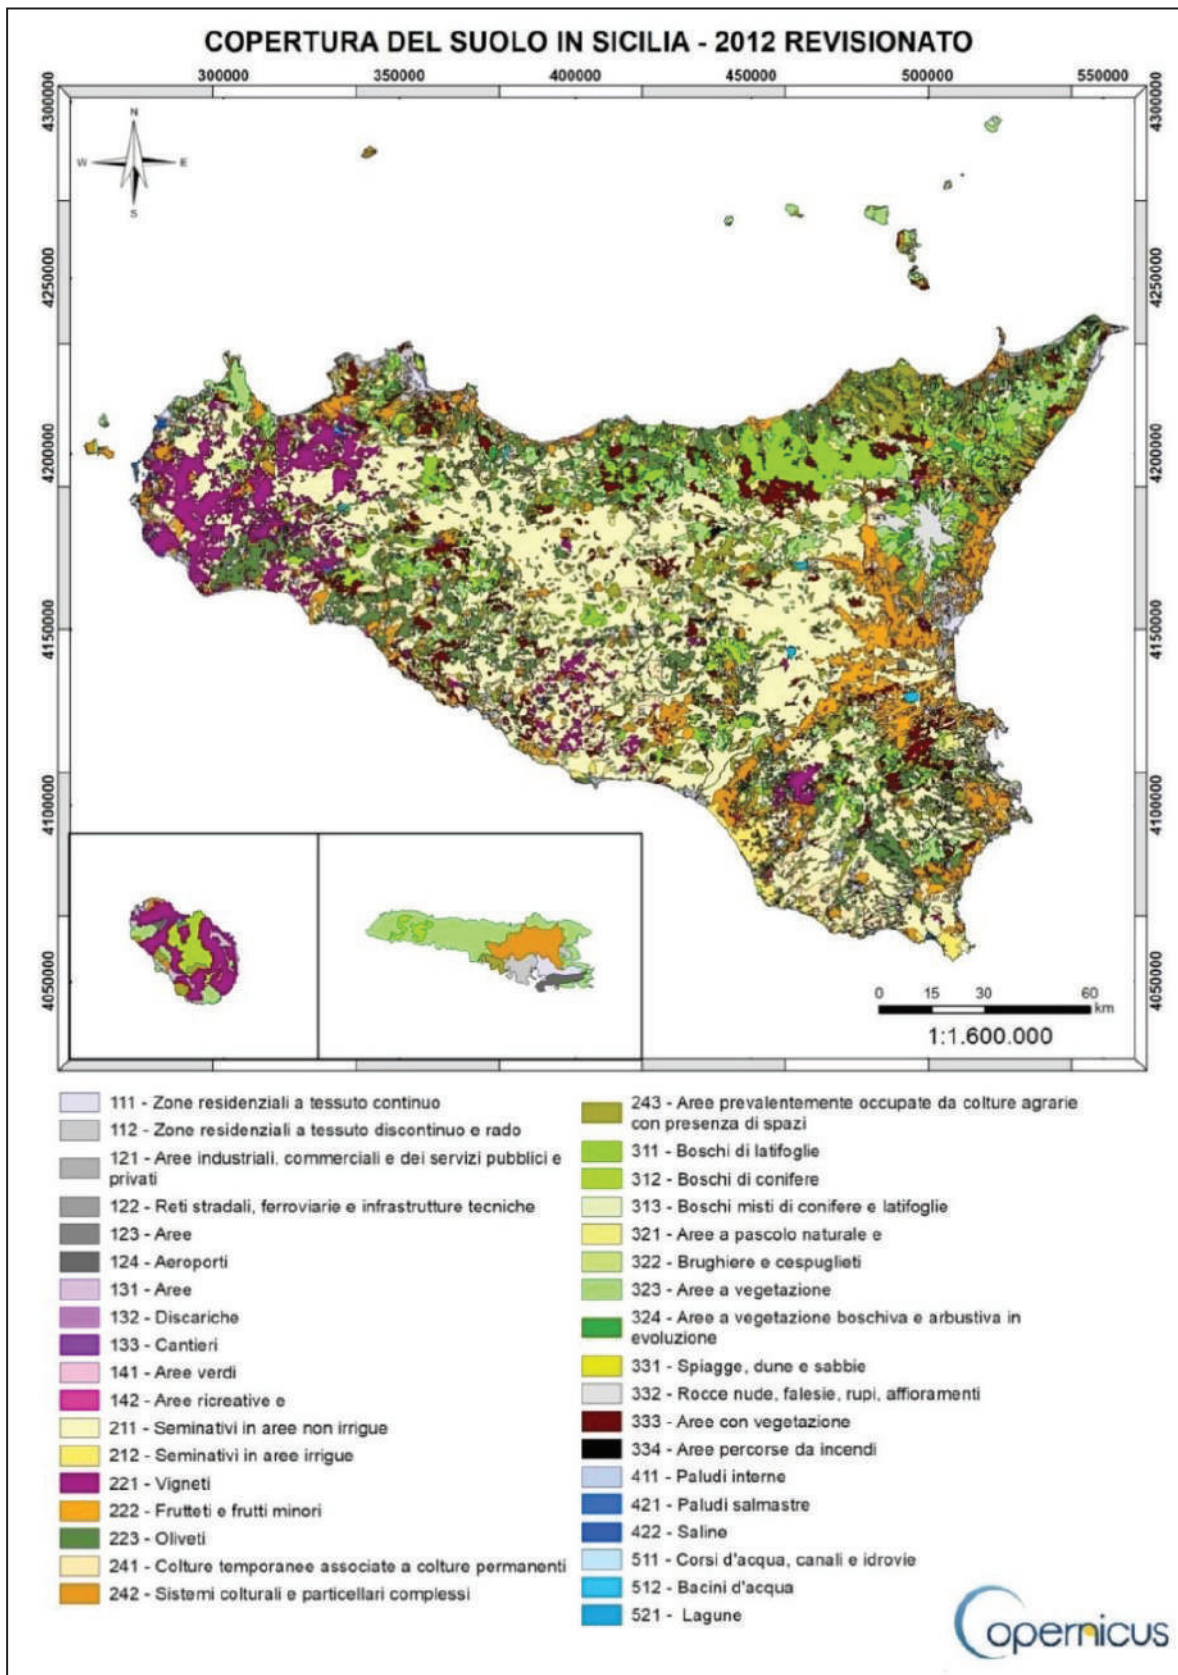 COPERTURA DEL SUOLO IN SICILIA - 2012 REVISIONATO
300000 350000 400000 450000 500000 550000
4300000
4300000
N
W E
S
4250000
4250000
4200000
4200000
4150000
4150000
4100000
4100000
4050000
4050000
0 15 30 60
km
1:1.600.000
111 - Zone residenziali a tessuto continuo
112 - Zone residenziali a tessuto discontinuo e rado
121 - Aree industriali, commerciali e dei servizi pubblici e
privati
122 - Reti stradali, ferroviarie e infrastrutture tecniche
123 - Aree
124 - Aeroporti
131 - Aree
132 - Discariche
133 - Cantieri
141 - Aree verdi
142 - Aree ricreative e
211 - Seminativi in aree non irrigue
212 - Seminativi in aree irrigue
221 - Vigneti
222 - Frutteti e frutti minori
223 - Oliveti
241 - Colture temporanee associate a colture permanenti
242 - Sistemi colturali e particellari complessi
243 - Aree prevalentemente occupate da colture agrarie
con presenza di spazi
311 - Boschi di latifoglie
312 - Boschi di conifere
313 - Boschi misti di conifere e latifoglie
321 - Aree a pascolo naturale e
322 - Brughiere e cespuglieti
323 - Aree a vegetazione
324 - Aree a vegetazione boschiva e arbustiva in
evoluzione
331 - Spiagge, dune e sabbie
332 - Rocce nude, falesie, rupi, affioramenti
333 - Aree con vegetazione
334 - Aree percorse da incendi
411 - Paludi interne
421 - Paludi salmastre
422 - Saline
511 - Corsi d'acqua, canali e idrovie
512 - Bacini d'acqua
521 - Lagune
Copernicus